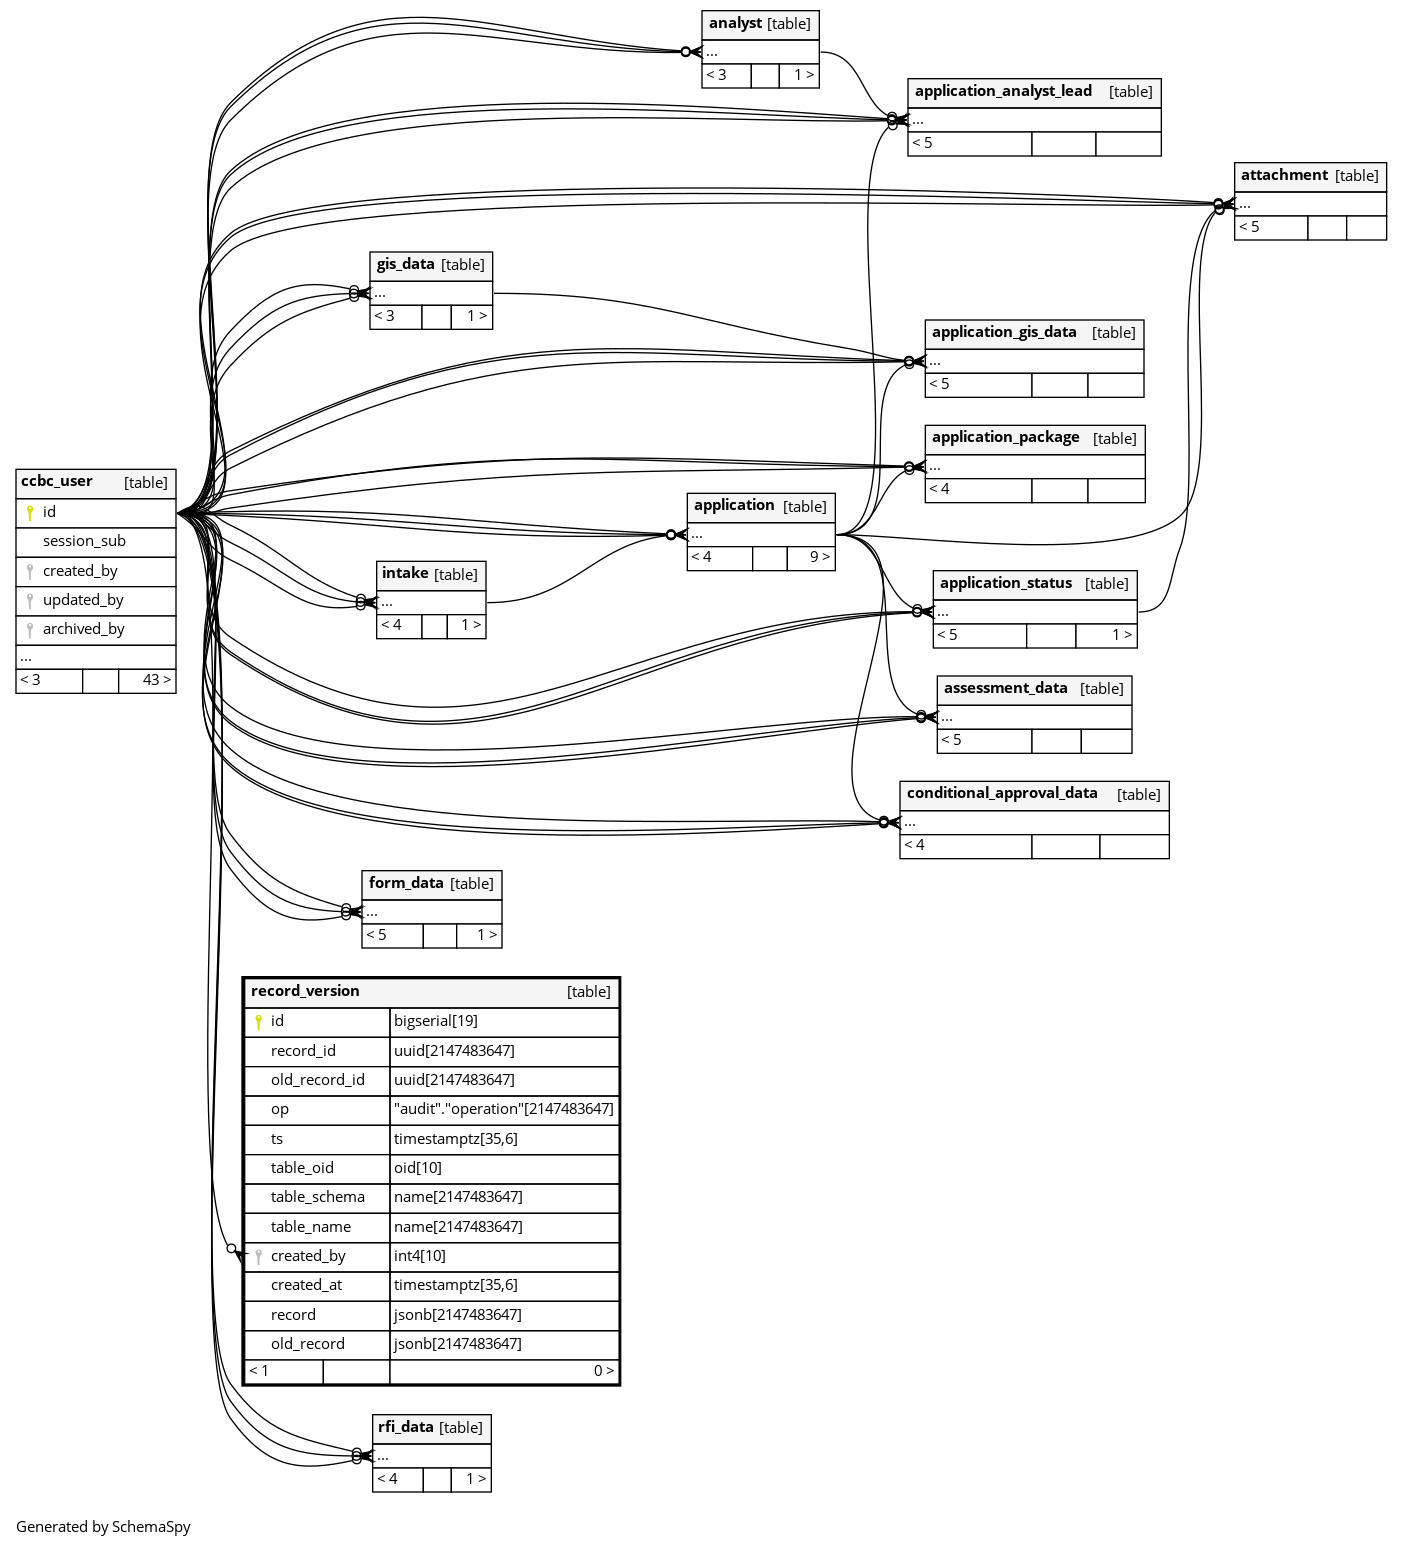 analyst [table]
...
< 3 1 >
application_analyst_lead [table]
...
< 5
attachment [table]
...
< 5
gis_data [table]
...
< 3 1 >
application_gis_data [table]
...
< 5
application_package [table]
...
< 4
ccbc_user [table]
id
session_sub
created_by
updated_by
archived_by
...
< 3 43 >
application [table]
...
< 4 9 >
intake [table]
...
< 4 1 >
application_status [table]
...
< 5 1 >
assessment_data [table]
...
< 5
conditional_approval_data [table]
...
< 4
form_data [table]
...
< 5 1 >
record_version [table]
id bigserial[19]
record_id uuid[2147483647]
old_record_id uuid[2147483647]
op "audit"."operation"[2147483647]
ts timestamptz[35,6]
table_oid oid[10]
table_schema name[2147483647]
table_name name[2147483647]
created_by int4[10]
created_at timestamptz[35,6]
record jsonb[2147483647]
old_record jsonb[2147483647]
< 1 0 >
rfi_data [table]
...
< 4 1 >
Generated by SchemaSpy